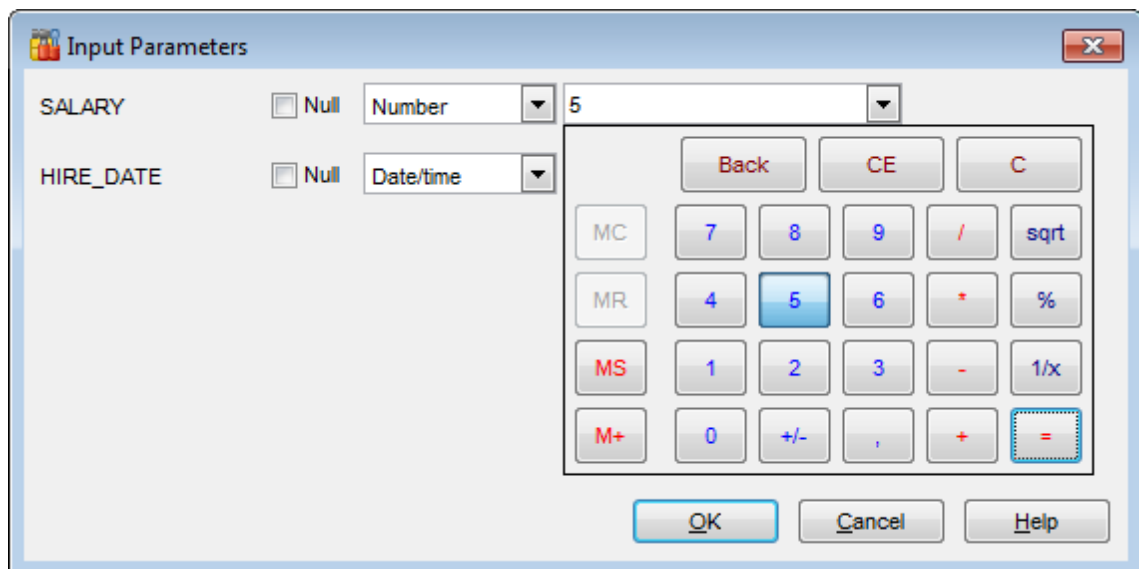 Input Parameters
SALARY Null Number 5
Back CE C
HIRE_DATE Null Date/time
MC 7 8 9 / sqrt
MR 4 5 6 * %
MS 1 2 3 - 1/x
M+ 0 +/- , + =
OK Cancel Help